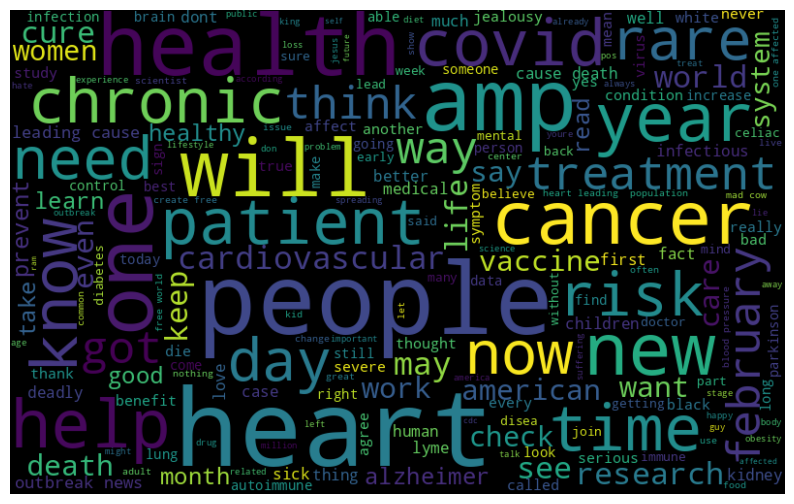 infection
brain
dont
public
king
self
able
diet
much
jealousy
well
white
never
already
cure
health
covid
rare
women
loss
jesus
future
sure
according
show
mean
virus
pos
one affected
study
experience
scientist
week
someone
cause
death
world
system
hate
chronic
think
lead
yes
treat
always
amp
year
condition
increase
leading cause
healthy
affect
another
read
issue
youre
celiac
need
sign
lifestyle
don
problem
going
early
way
mental
person
center
back
infectious
live
will
true
make
better
say
treatment
learn
control
best
create free
spreading
medical
life
symptom
believe
heart leading
population
mad cow
prevent
even
outbreak
said
patient
cancer
lie
know
one
today
cardiovascular
science
really
bad
take
diabetes
ram
common
free world
keep
many
data
vaccine
first
fact
mind
care
february
people
without
risk
often
find
doctor
blood pressure
away
parkinson
age
got
kid
let
children
day
change
important
thought
now
new
suffering
die
come
still
may
thank
love
severe
america
part
stage
deadly
good
nothing
great
work
american
want
long
help
benefit
case
right
every
getting
black
happy
body
heart
time
drug
left
agree
human
disea
join
guy
obesity
million
cdc
check
use
might
lung
lyme
look
death
adult
related
talk
see
serious
immune
affected
month
sick
thing
alzheimer
called
research
kidney
outbreak news
autoimmune
food